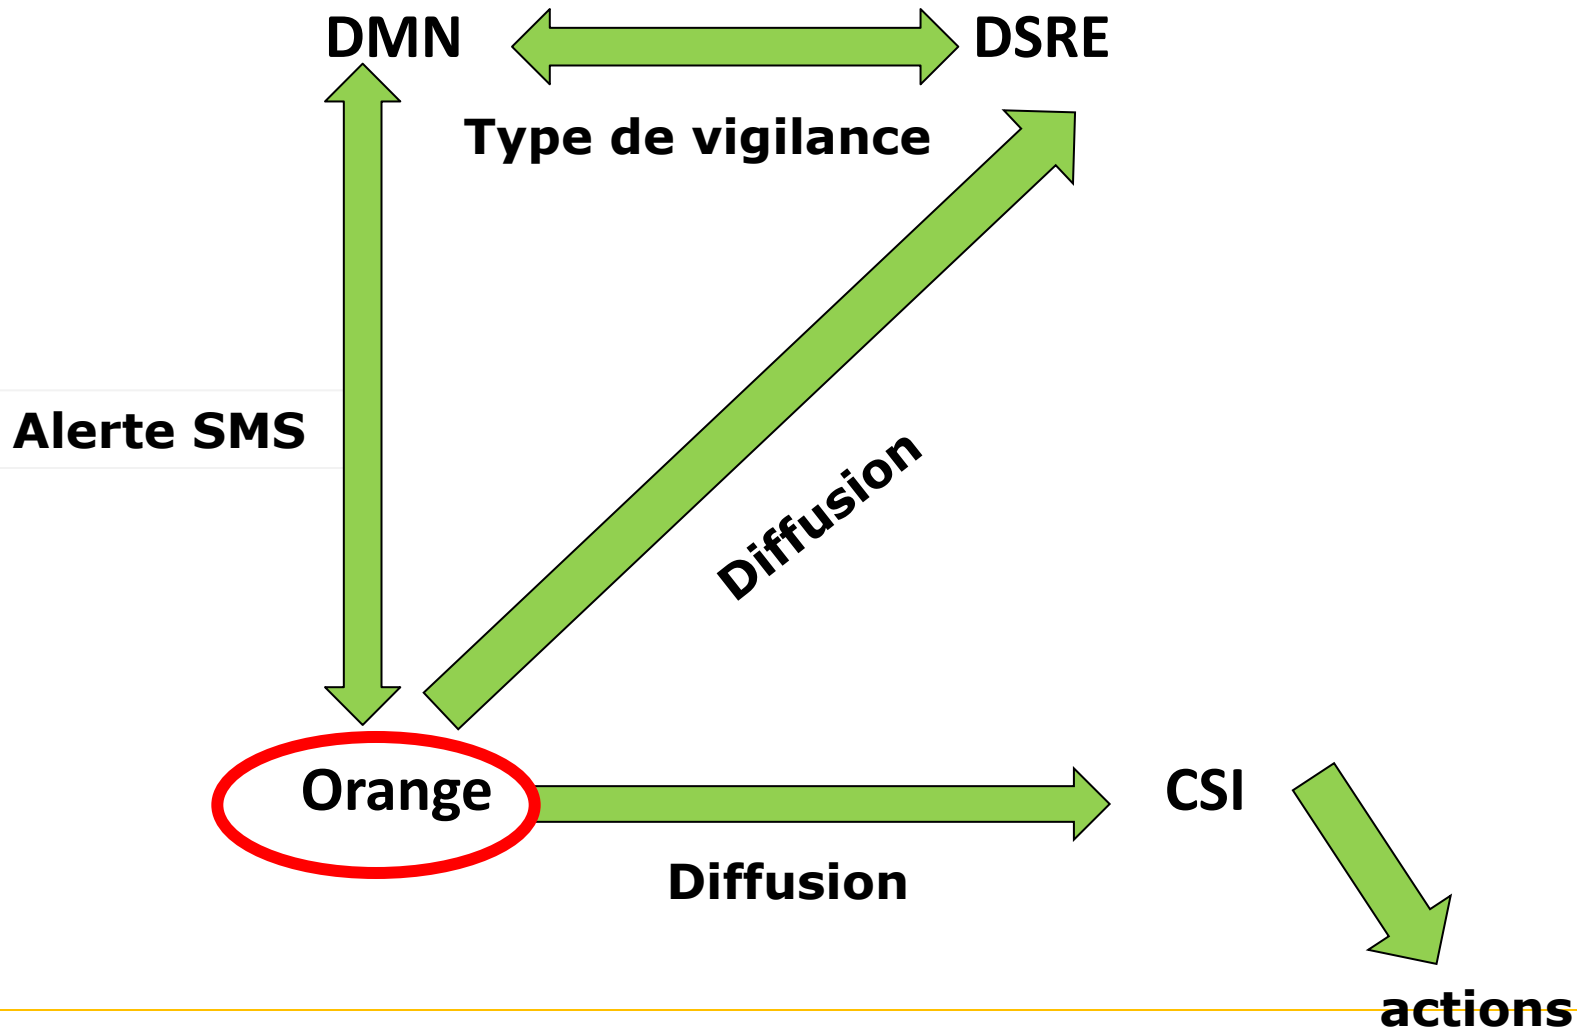 DMN
DSRE
Type de vigilance
Alerte SMS
Diffusion
Orange
CSI
Diffusion
actions